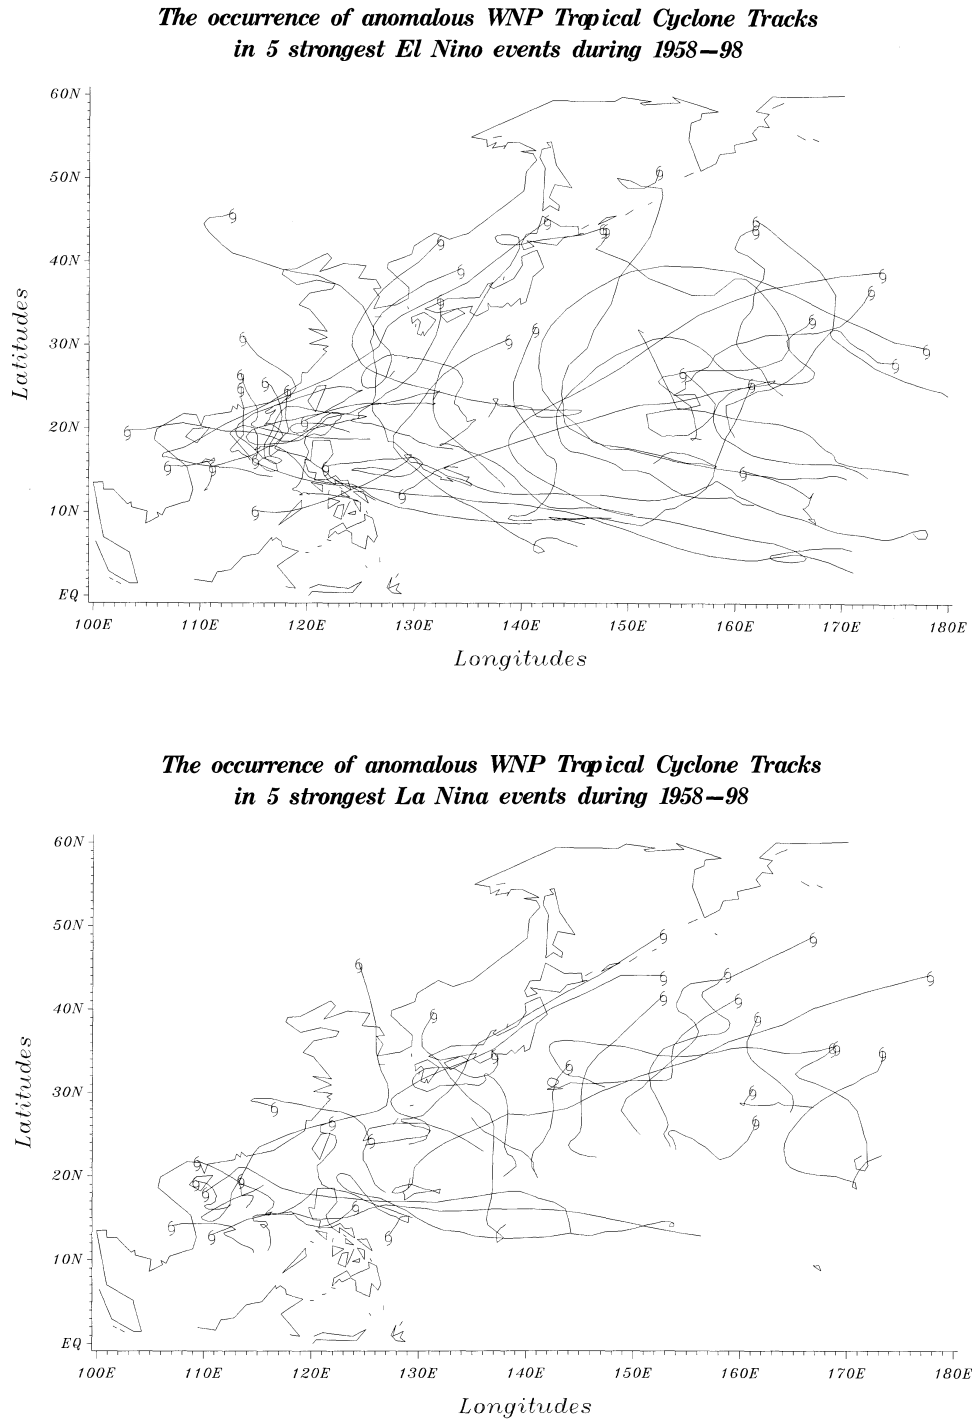 The occurrence of anomalous WNP Tropical Cyclone Tracks
in 5 strongest El Nino events during 1958—98
60N
50N
40N
30N
20N
10N
EQ
Latitudes
100E 110E 120E 130E 140E 150E 160E 170E 180E
Longitudes
The occurrence of anomalous WNP Tropical Cyclone Tracks
in 5 strongest La Nina events during 1958—98
60N
50N
40N
30N
20N
10N
EQ
Latitudes
100E 110E 120E 130E 140E 150E 160E 170E 180E
Longitudes